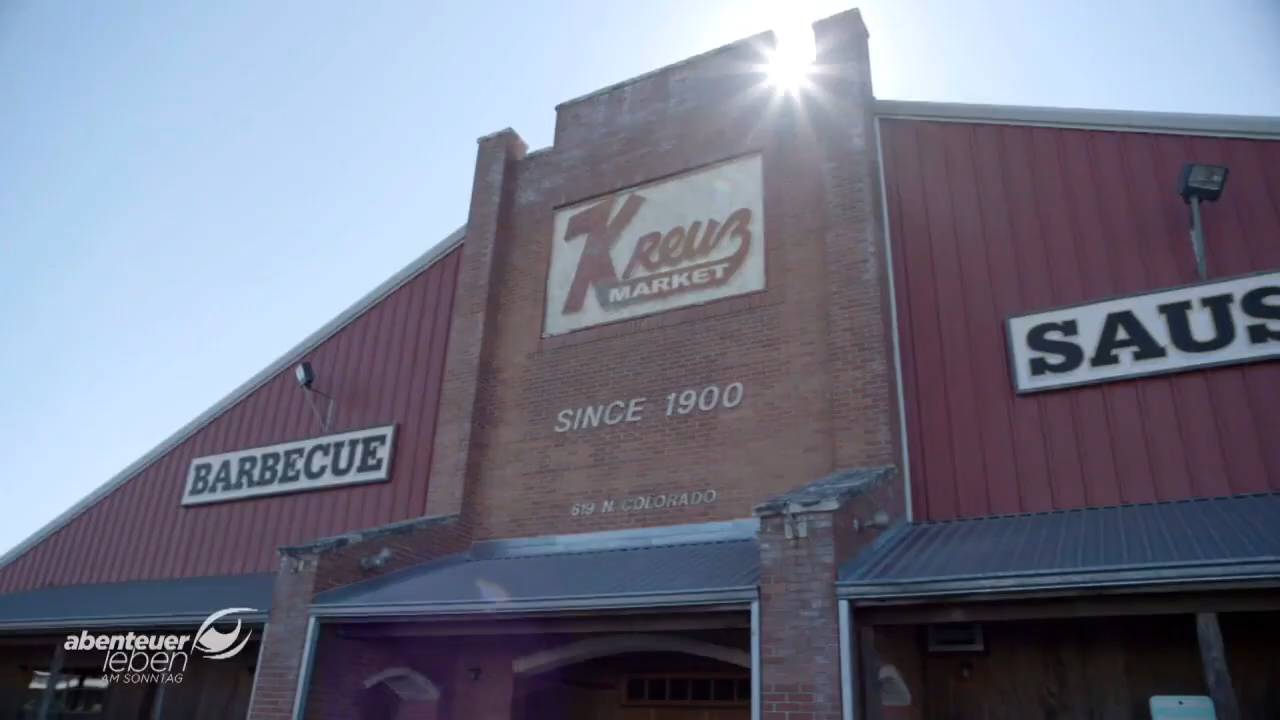 Kreuz
MARKET
SINCE 1900
BARBECUE
SAUS
619 N. COLORADO
abenteuer
leben
AM SONNTAG